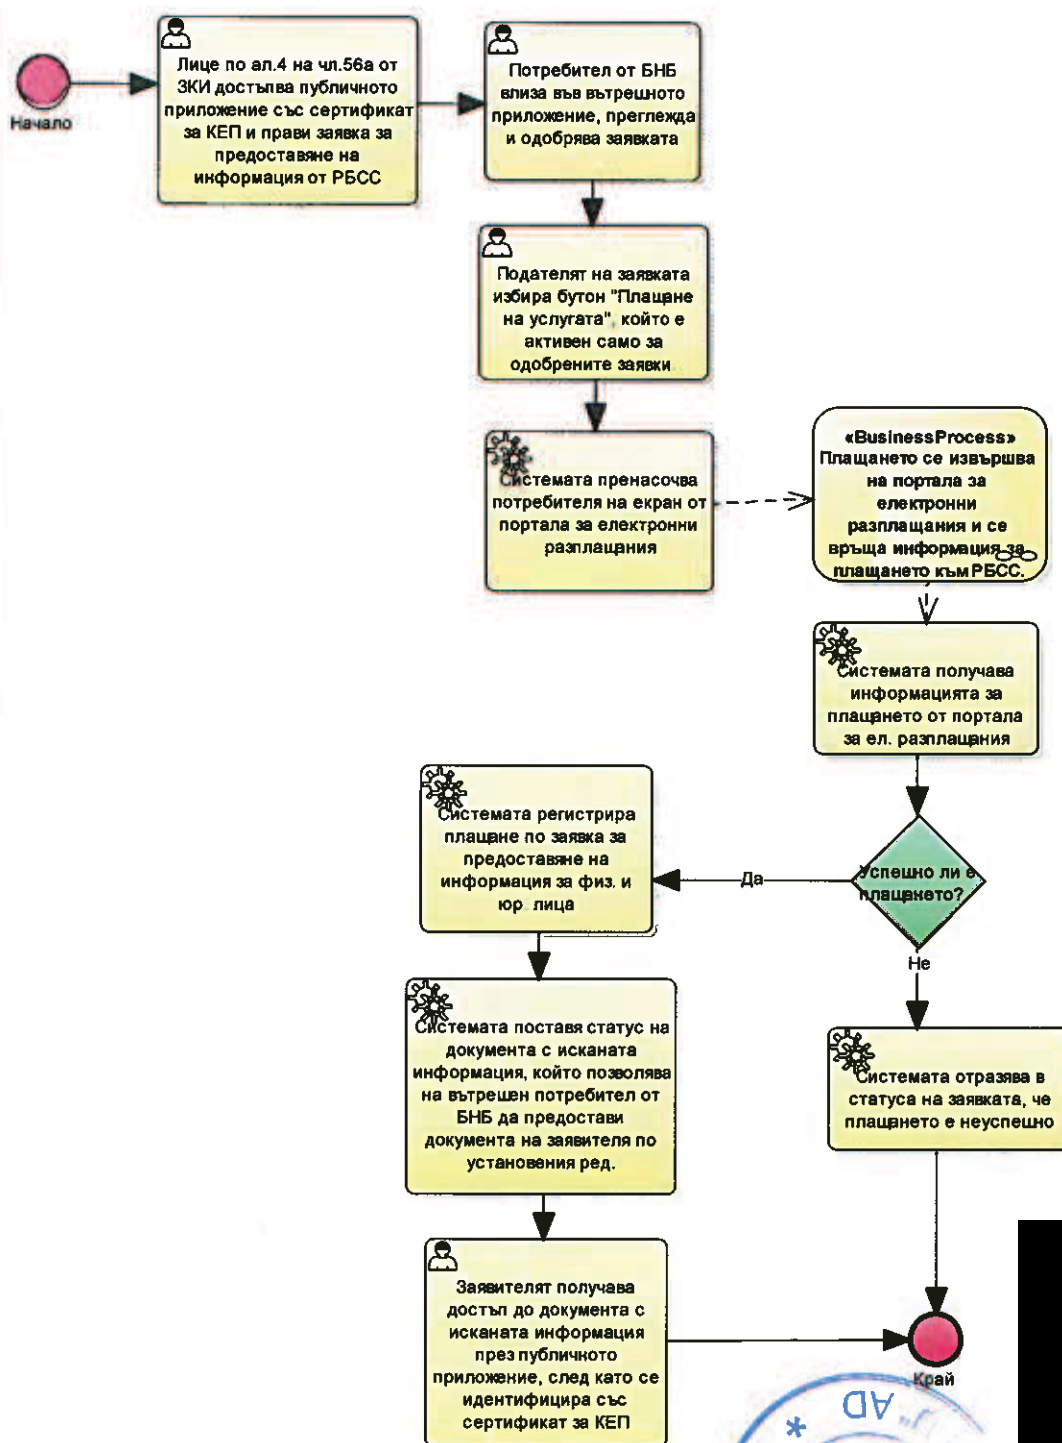 Начало
Лице по ал.4 на чл.56а от
ЗКИ достъпва публичното
приложение със сертификат
за КЕП и прави заявка за
предоставяне на
информация от РБСС
Потребител от БНБ
влиза във вътрешното
приложение, преглежда
и одобрява заявката
Подателят на заявката
избира бутон "Плащане
на услугата", който е
активен само за
одобрените заявки
Системата пренасочва
потребителя на екран от
портала за електронни
разплащания
«BusinessProcess»
Плащането се извършва
на портала за
електронни
разплащания и се
връща информация за
плащането към РБСС.
Системата получава
информацията за
плащането от портала
за ел. разплащания
Успешно ли е
плащането?
Да
Не
Системата регистрира
плащане по заявка за
предоставяне на
информация за физ. и
юр. лица
Системата поставя статус на
документа с исканата
информация, който позволява
на вътрешен потребител от
БНБ да предостави
документа на заявителя по
установения ред.
Системата отразява в
статуса на заявката, че
плащането е неуспешно
Заявителят получава
достъп до документа с
исканата информация
през публичното
приложение, след като се
идентифицира със
сертификат за КЕП
Край
* AD